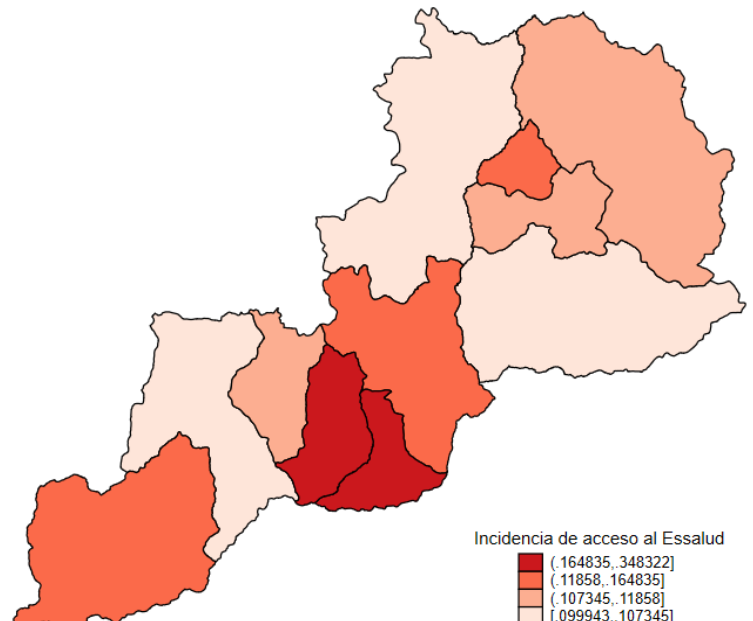 Incidencia de acceso al Essalud
(.164835,.348322]
(.11858,.164835]
(.107345,.11858]
[.099943,.107345]